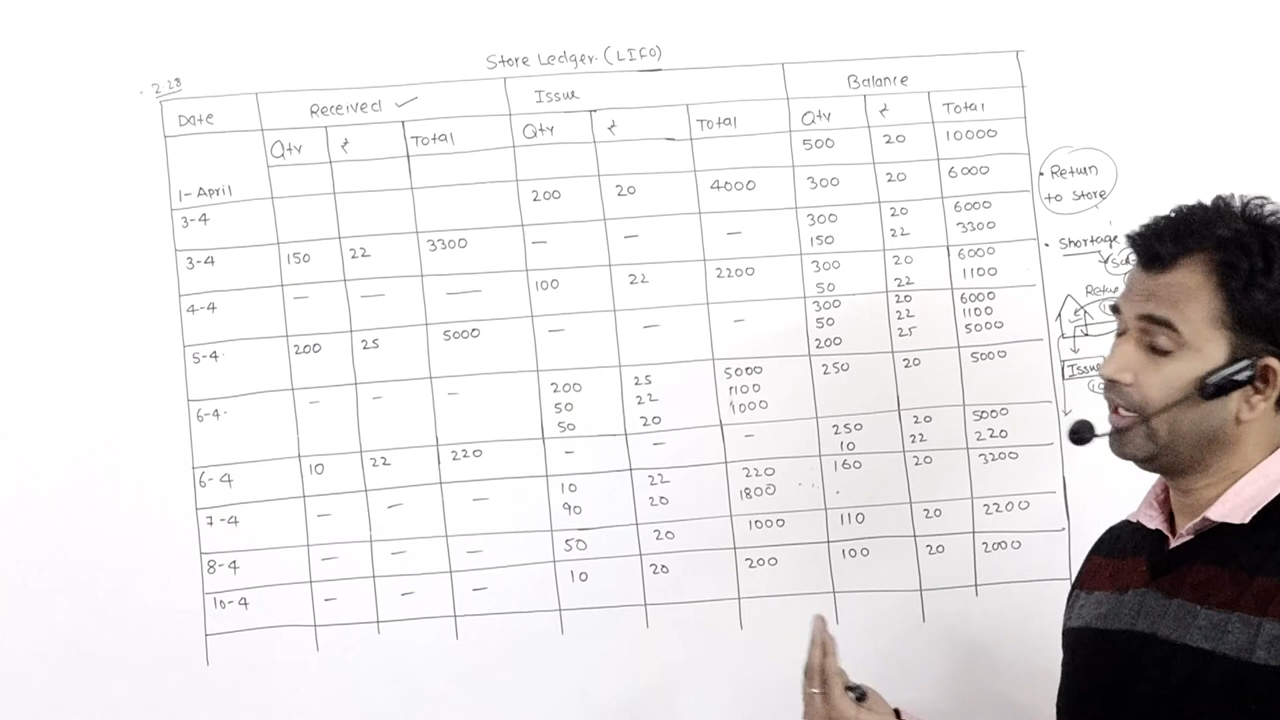 Store Ledger. (LIFO)
2.28
Date Received ✓ Issue Balance
Qty ₹ Total Qty ₹ Total Qty ₹ Total
1- April 500 20 10000
3-4 200 20 4000 300 20 6000
3-4 150 22 3300 — — — 300 20 6000
150 22 3300
4-4 — — — 100 22 2200 300 20 6000
50 22 1100
5-4. 200 25 5000 — — — 300 20 6000
50 22 1100
200 25 5000
6-4. — — — 200 25 5000 250 20 5000
50 22 1100
50 20 1000
6-4 10 22 220 — — — 250 20 5000
10 22 220
7-4 — — — 10 22 220 160 20 3200
90 20 1800
8-4 — — — 50 20 1000 110 20 2200
10-4 — — — 10 20 200 100 20 2000
• Return
to Store
• Shortage
Issue